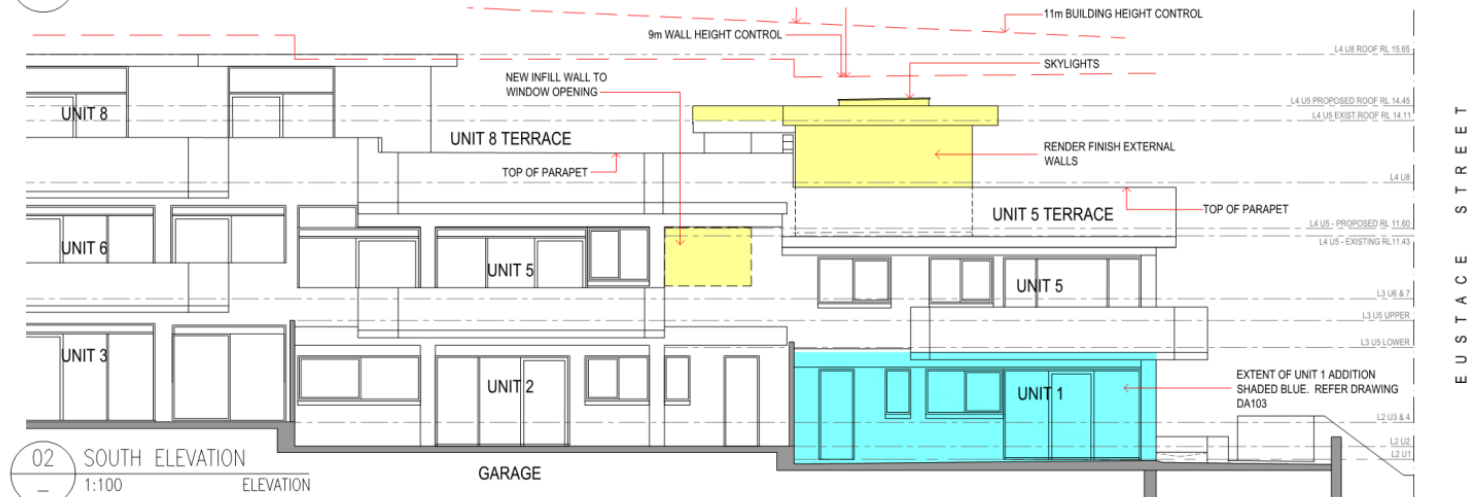 11m BUILDING HEIGHT CONTROL
9m WALL HEIGHT CONTROL
L4 U8 ROOF RL 15.65
SKYLIGHTS
NEW INFILL WALL TO
WINDOW OPENING
L4 U5 PROPOSED ROOF RL 14.45
L4 U5 EXIST ROOF RL 14.11
UNIT 8
UNIT 8 TERRACE
RENDER FINISH EXTERNAL
WALLS
TOP OF PARAPET
L4 U8
TOP OF PARAPET
UNIT 5 TERRACE
L4 U5 - PROPOSED RL 11.60
L4 U5 - EXISTING RL11.43
UNIT 6
UNIT 5
UNIT 5
L3 U6 & 7
L3 U5 UPPER
L3 U5 LOWER
UNIT 3
UNIT 2
UNIT 1
EXTENT OF UNIT 1 ADDITION
SHADED BLUE. REFER DRAWING
DA103
L2 U3 & 4
L2 U2
L2 U1
GARAGE
EUSTACE STREET
02
–
SOUTH ELEVATION
1:100
ELEVATION